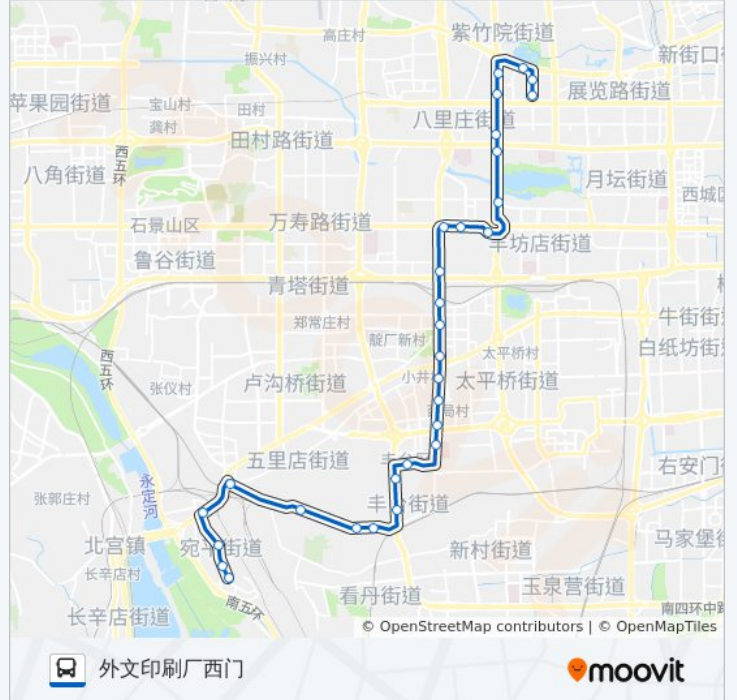 高庄村
紫竹院街道
振兴村
新街口
展览路街道
苹果园街道
宝山村
龚村
田村
八里庄街道
田村路街道
西五环
八角街道
月坛街道
西城区
石景山区
万寿路街道
羊坊店街道
鲁谷街道
青塔街道
郑常庄村
牛街街道
靛厂新村
太平桥村
白纸坊街
西五环
张仪村
卢沟桥街道
小井
太平桥街道
局村
五里店街道
右安门
永定河
张郭庄村
丰台街道
北宫镇
宛平街道
新村街道
马家堡街
长辛店村
看丹街道
玉泉营街道
长辛店街道
南五环
南四环中路
© OpenStreetMap contributors | © OpenMapTiles
外文印刷厂西门
moovit